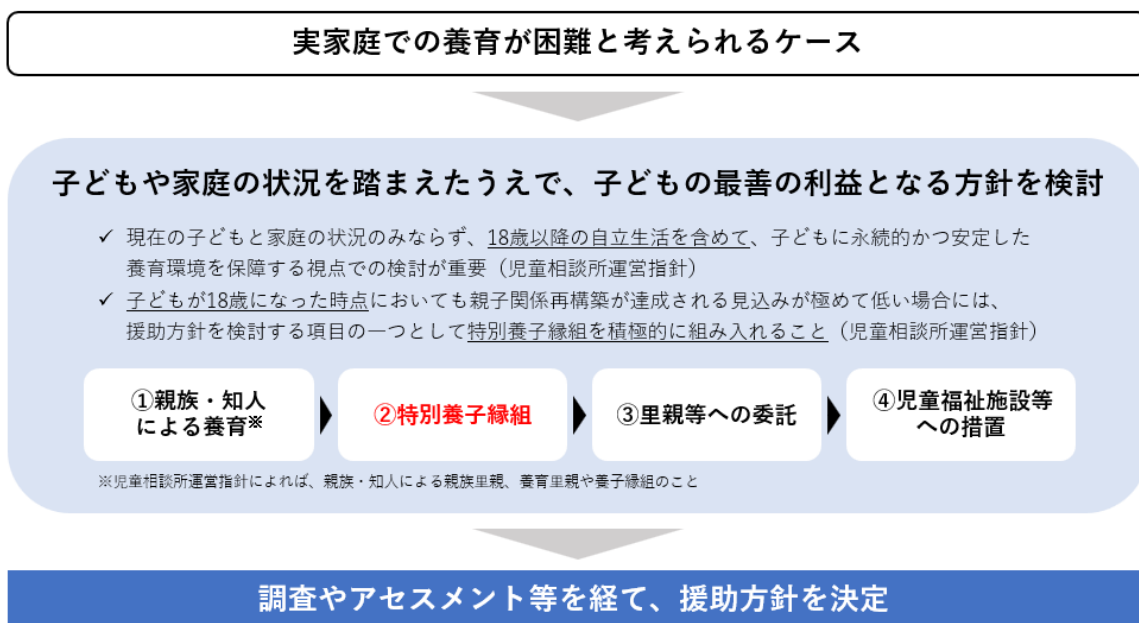 実家庭での養育が困難と考えられるケース
子どもや家庭の状況を踏まえたうえで、子どもの最善の利益となる方針を検討
✓ 現在の子どもと家庭の状況のみならず、18歳以降の自立生活を含めて、子どもに永続的かつ安定した
養育環境を保障する視点での検討が重要（児童相談所運営指針）
✓ 子どもが18歳になった時点においても親子関係再構築が達成される見込みが極めて低い場合には、
援助方針を検討する項目の一つとして特別養子縁組を積極的に組み入れること（児童相談所運営指針）
①親族・知人
による養育※
②特別養子縁組
③里親等への委託
④児童福祉施設等
への措置
※児童相談所運営指針によれば、親族・知人による親族里親、養育里親や養子縁組のこと
調査やアセスメント等を経て、援助方針を決定